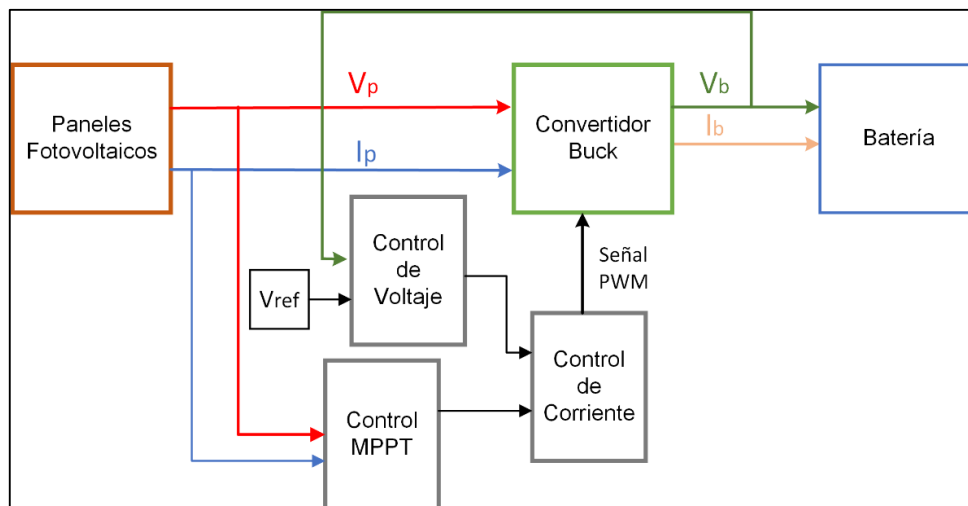 Paneles
Fotovoltaicos
Vp
Ip
Convertidor
Buck
Vb
Ib
Batería
Control
de
Voltaje
Vref
Señal
PWM
Control
MPPT
Control
de
Corriente